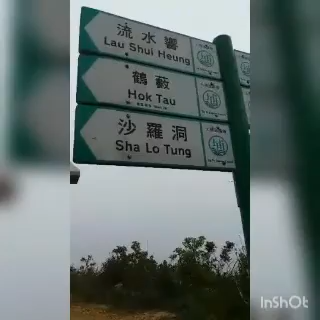 流水響
Lau Shui Heung
鶴藪
Hok Tau
沙羅洞
Sha Lo Tung
InShOt